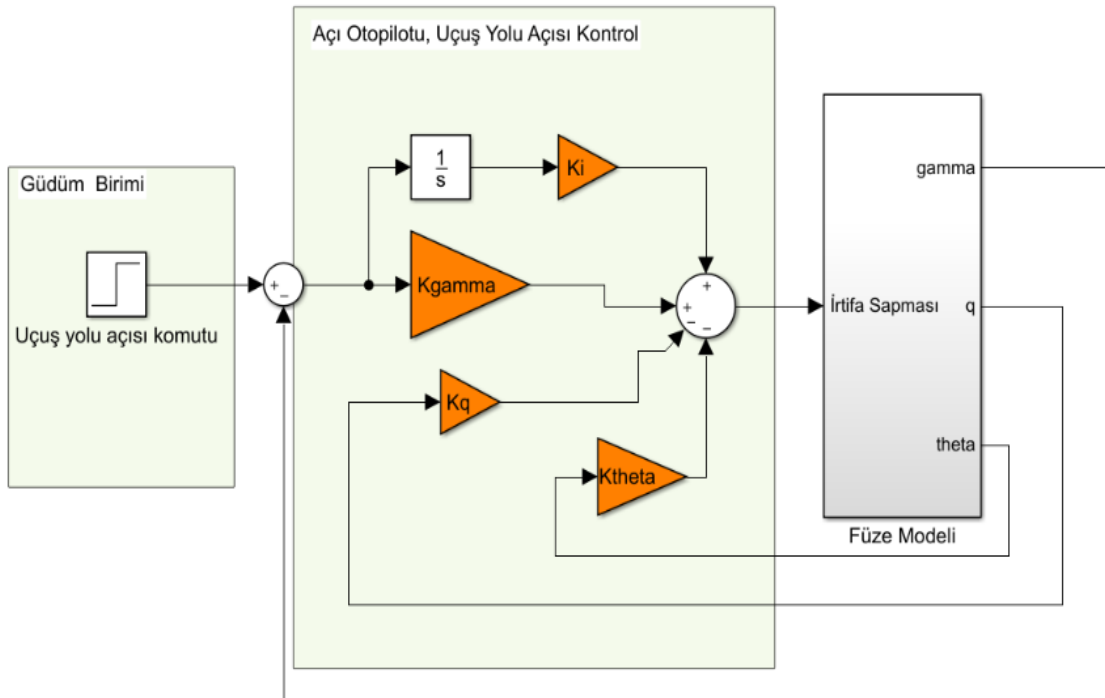 Açı Otopilotu, Uçuş Yolu Açısı Kontrol
Güdüm Birimi
Uçuş yolu açısı komutu
+
−
1
s
Ki
Kgamma
Kq
Ktheta
+
+
−
−
İrtifa Sapması
gamma
q
theta
Füze Modeli